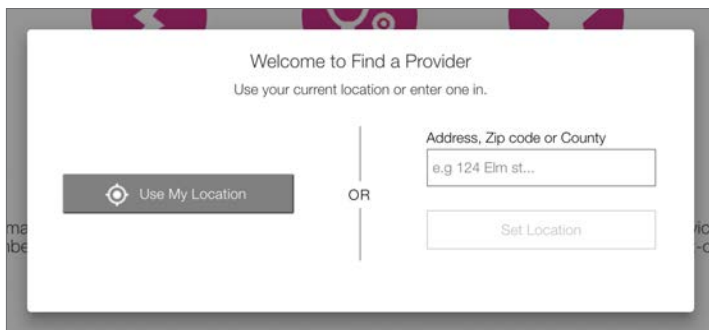 Welcome to Find a Provider
Use your current location or enter one in.
Use My Location
OR
Address, Zip code or County
e.g 124 Elm st...
Set Location